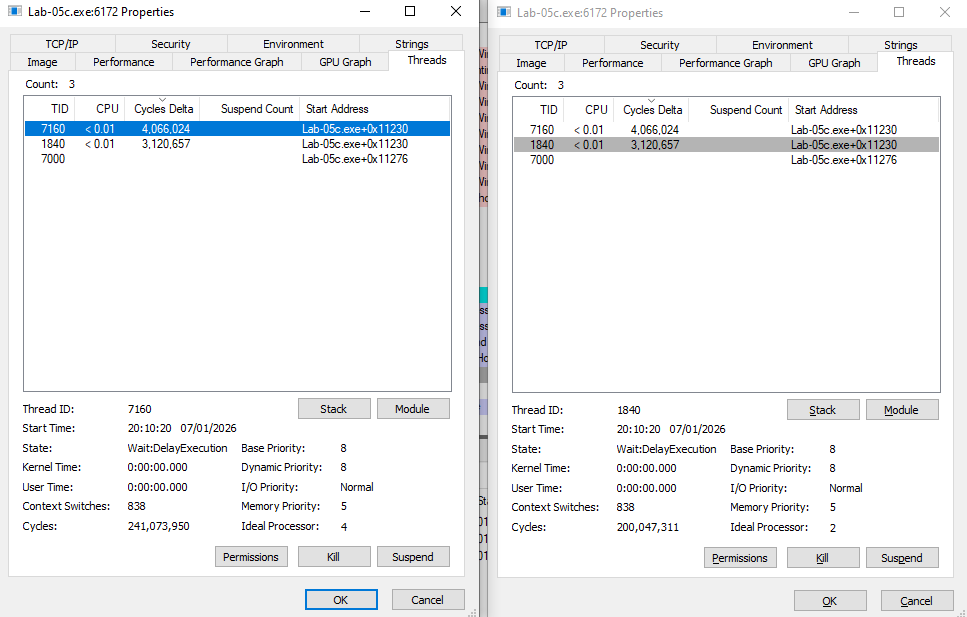 Lab-05c.exe:6172 Properties
TCP/IP Security Environment Strings
Image Performance Performance Graph GPU Graph Threads
Count: 3
TID CPU Cycles Delta Suspend Count Start Address
7160 < 0.01 4,066,024 Lab-05c.exe+0x11230
1840 < 0.01 3,120,657 Lab-05c.exe+0x11230
7000 Lab-05c.exe+0x11276
Thread ID: 7160 Stack Module
Start Time: 20:10:20 07/01/2026
State: Wait:DelayExecution Base Priority: 8
Kernel Time: 0:00:00.000 Dynamic Priority: 8
User Time: 0:00:00.000 I/O Priority: Normal
Context Switches: 838 Memory Priority: 5
Cycles: 241,073,950 Ideal Processor: 4
Permissions Kill Suspend
OK Cancel
Lab-05c.exe:6172 Properties
TCP/IP Security Environment Strings
Image Performance Performance Graph GPU Graph Threads
Count: 3
TID CPU Cycles Delta Suspend Count Start Address
7160 < 0.01 4,066,024 Lab-05c.exe+0x11230
1840 < 0.01 3,120,657 Lab-05c.exe+0x11230
7000 Lab-05c.exe+0x11276
Thread ID: 1840 Stack Module
Start Time: 20:10:20 07/01/2026
State: Wait:DelayExecution Base Priority: 8
Kernel Time: 0:00:00.000 Dynamic Priority: 8
User Time: 0:00:00.000 I/O Priority: Normal
Context Switches: 838 Memory Priority: 5
Cycles: 200,047,311 Ideal Processor: 2
Permissions Kill Suspend
OK Cancel